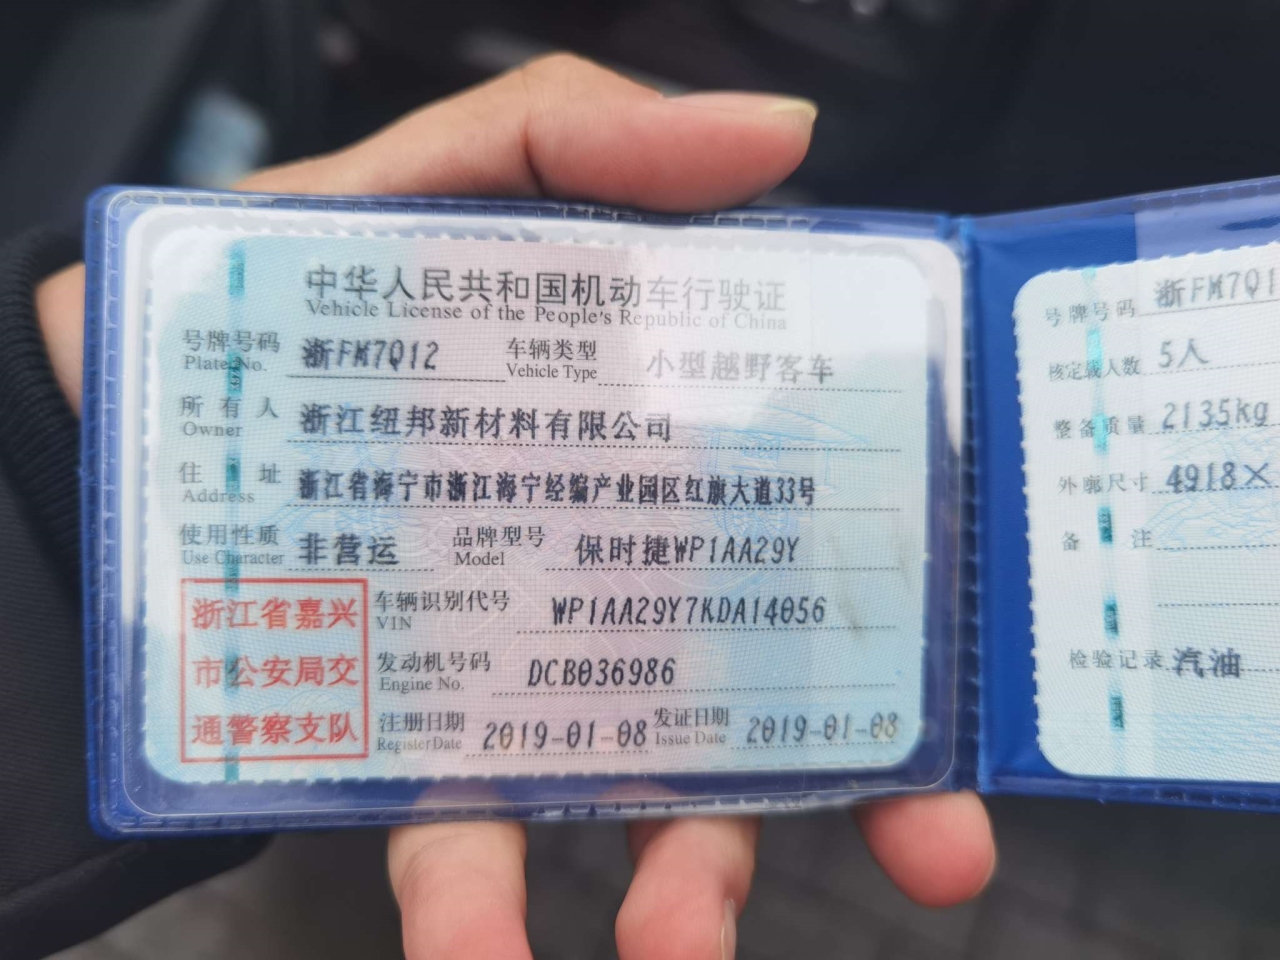 中华人民共和国机动车行驶证
Vehicle License of the People's Republic of China
号牌号码 浙FM7Q12 车辆类型 小型越野客车
Plate No. Vehicle Type
所有人 浙江纽邦新材料有限公司
Owner
住址 浙江省海宁市浙江海宁经编产业园区红旗大道33号
Address
使用性质 非营运 品牌型号 保时捷WP1AA29Y
Use Character Model
浙江省嘉兴
市公安局交
通警察支队
车辆识别代号 WP1AA29Y7KDA14056
VIN
发动机号码 DCB036986
Engine No.
注册日期 2019-01-08 发证日期 2019-01-08
Register Date Issue Date
号牌号码 浙FM7Q1
核定载人数 5人
整备质量 2135kg
外廓尺寸 4918×
备注
检验记录 汽油